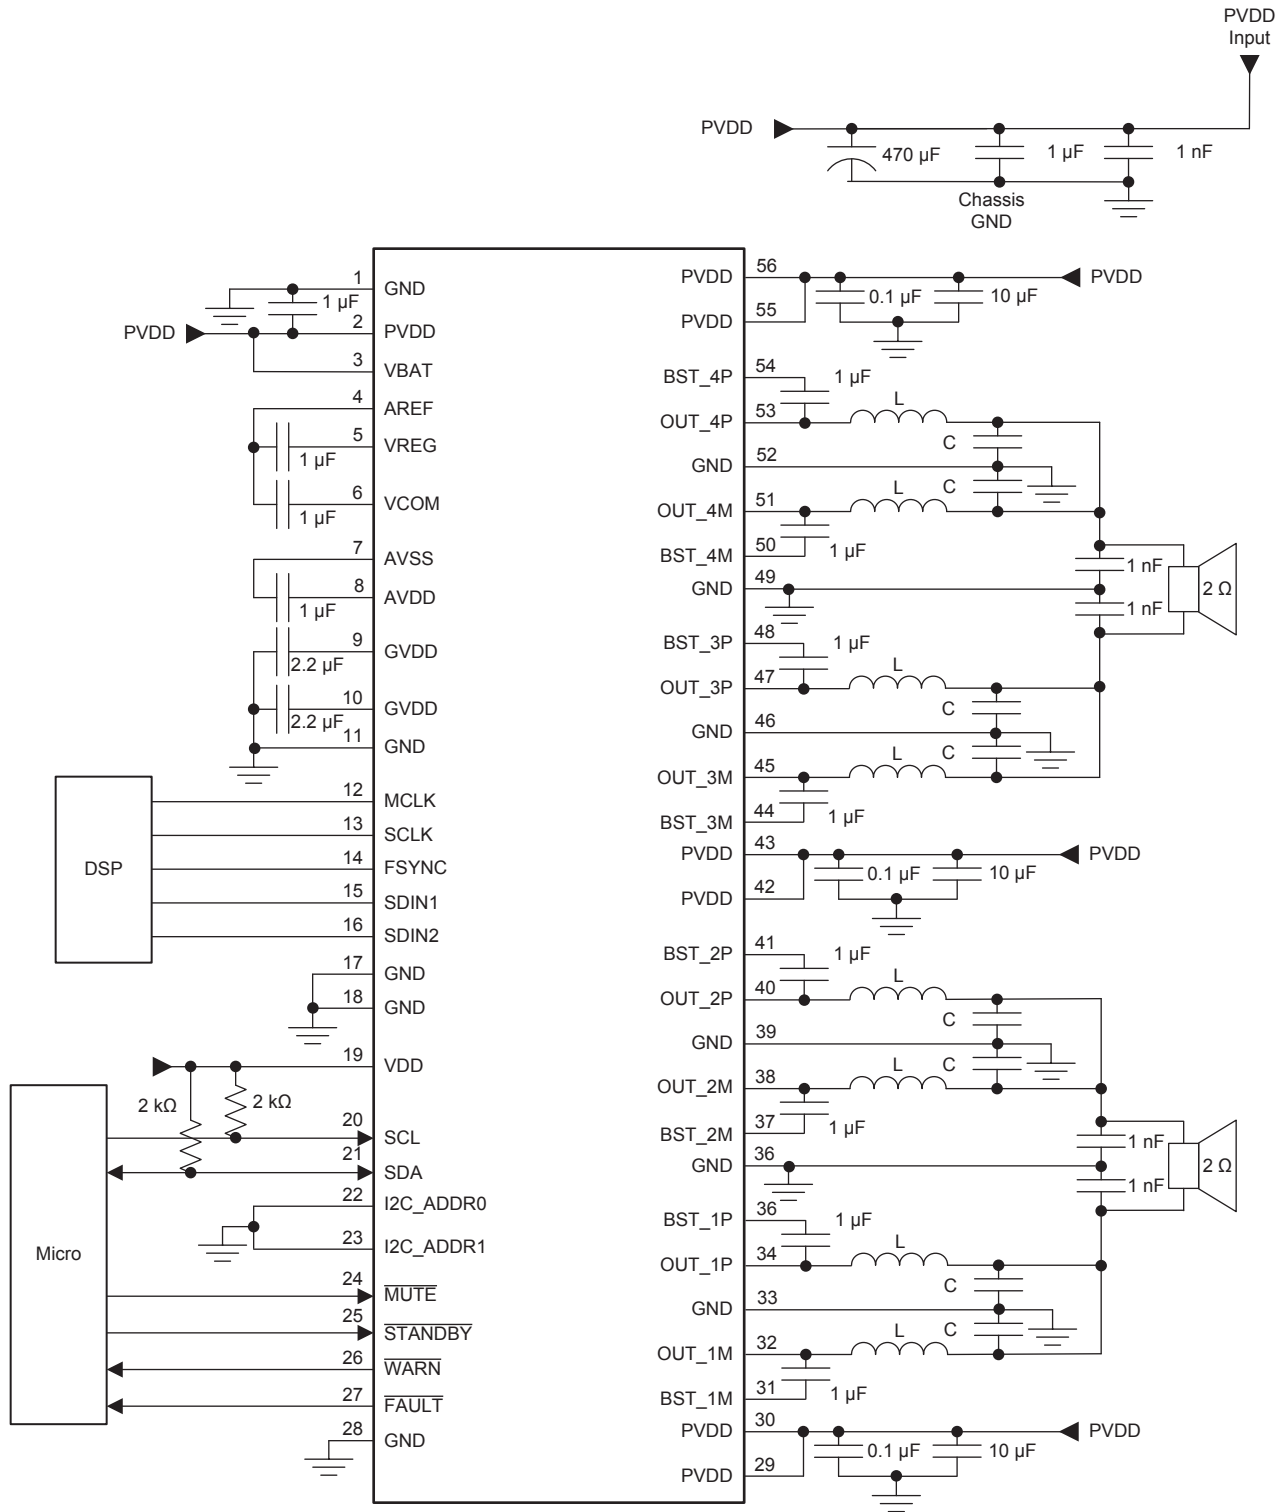 PVDD
Input
PVDD
470 µF
1 µF
1 nF
Chassis
GND
1
GND
1 µF
PVDD
2
PVDD
3
VBAT
4
AREF
5
VREG
1 µF
6
VCOM
1 µF
7
AVSS
8
AVDD
1 µF
9
GVDD
2.2 µF
10
GVDD
2.2 µF
11
GND
DSP
12
MCLK
13
SCLK
14
FSYNC
15
SDIN1
16
SDIN2
17
GND
18
GND
19
VDD
2 kΩ
2 kΩ
Micro
20
SCL
21
SDA
22
I2C_ADDR0
23
I2C_ADDR1
24
MUTE
25
STANDBY
26
WARN
27
FAULT
28
GND
PVDD
56
PVDD
0.1 µF
10 µF
PVDD
55
BST_4P
54
1 µF
OUT_4P
53
L
C
GND
52
C
OUT_4M
51
L
BST_4M
50
1 µF
GND
49
1 nF
1 nF
2 Ω
BST_3P
48
1 µF
OUT_3P
47
L
C
GND
46
C
OUT_3M
45
L
BST_3M
44
1 µF
PVDD
43
PVDD
0.1 µF
10 µF
PVDD
42
BST_2P
41
1 µF
OUT_2P
40
L
C
GND
39
C
OUT_2M
38
L
BST_2M
37
1 µF
GND
36
1 nF
1 nF
2 Ω
BST_1P
36
1 µF
OUT_1P
34
L
C
GND
33
C
OUT_1M
32
L
BST_1M
31
1 µF
PVDD
30
PVDD
0.1 µF
10 µF
PVDD
29